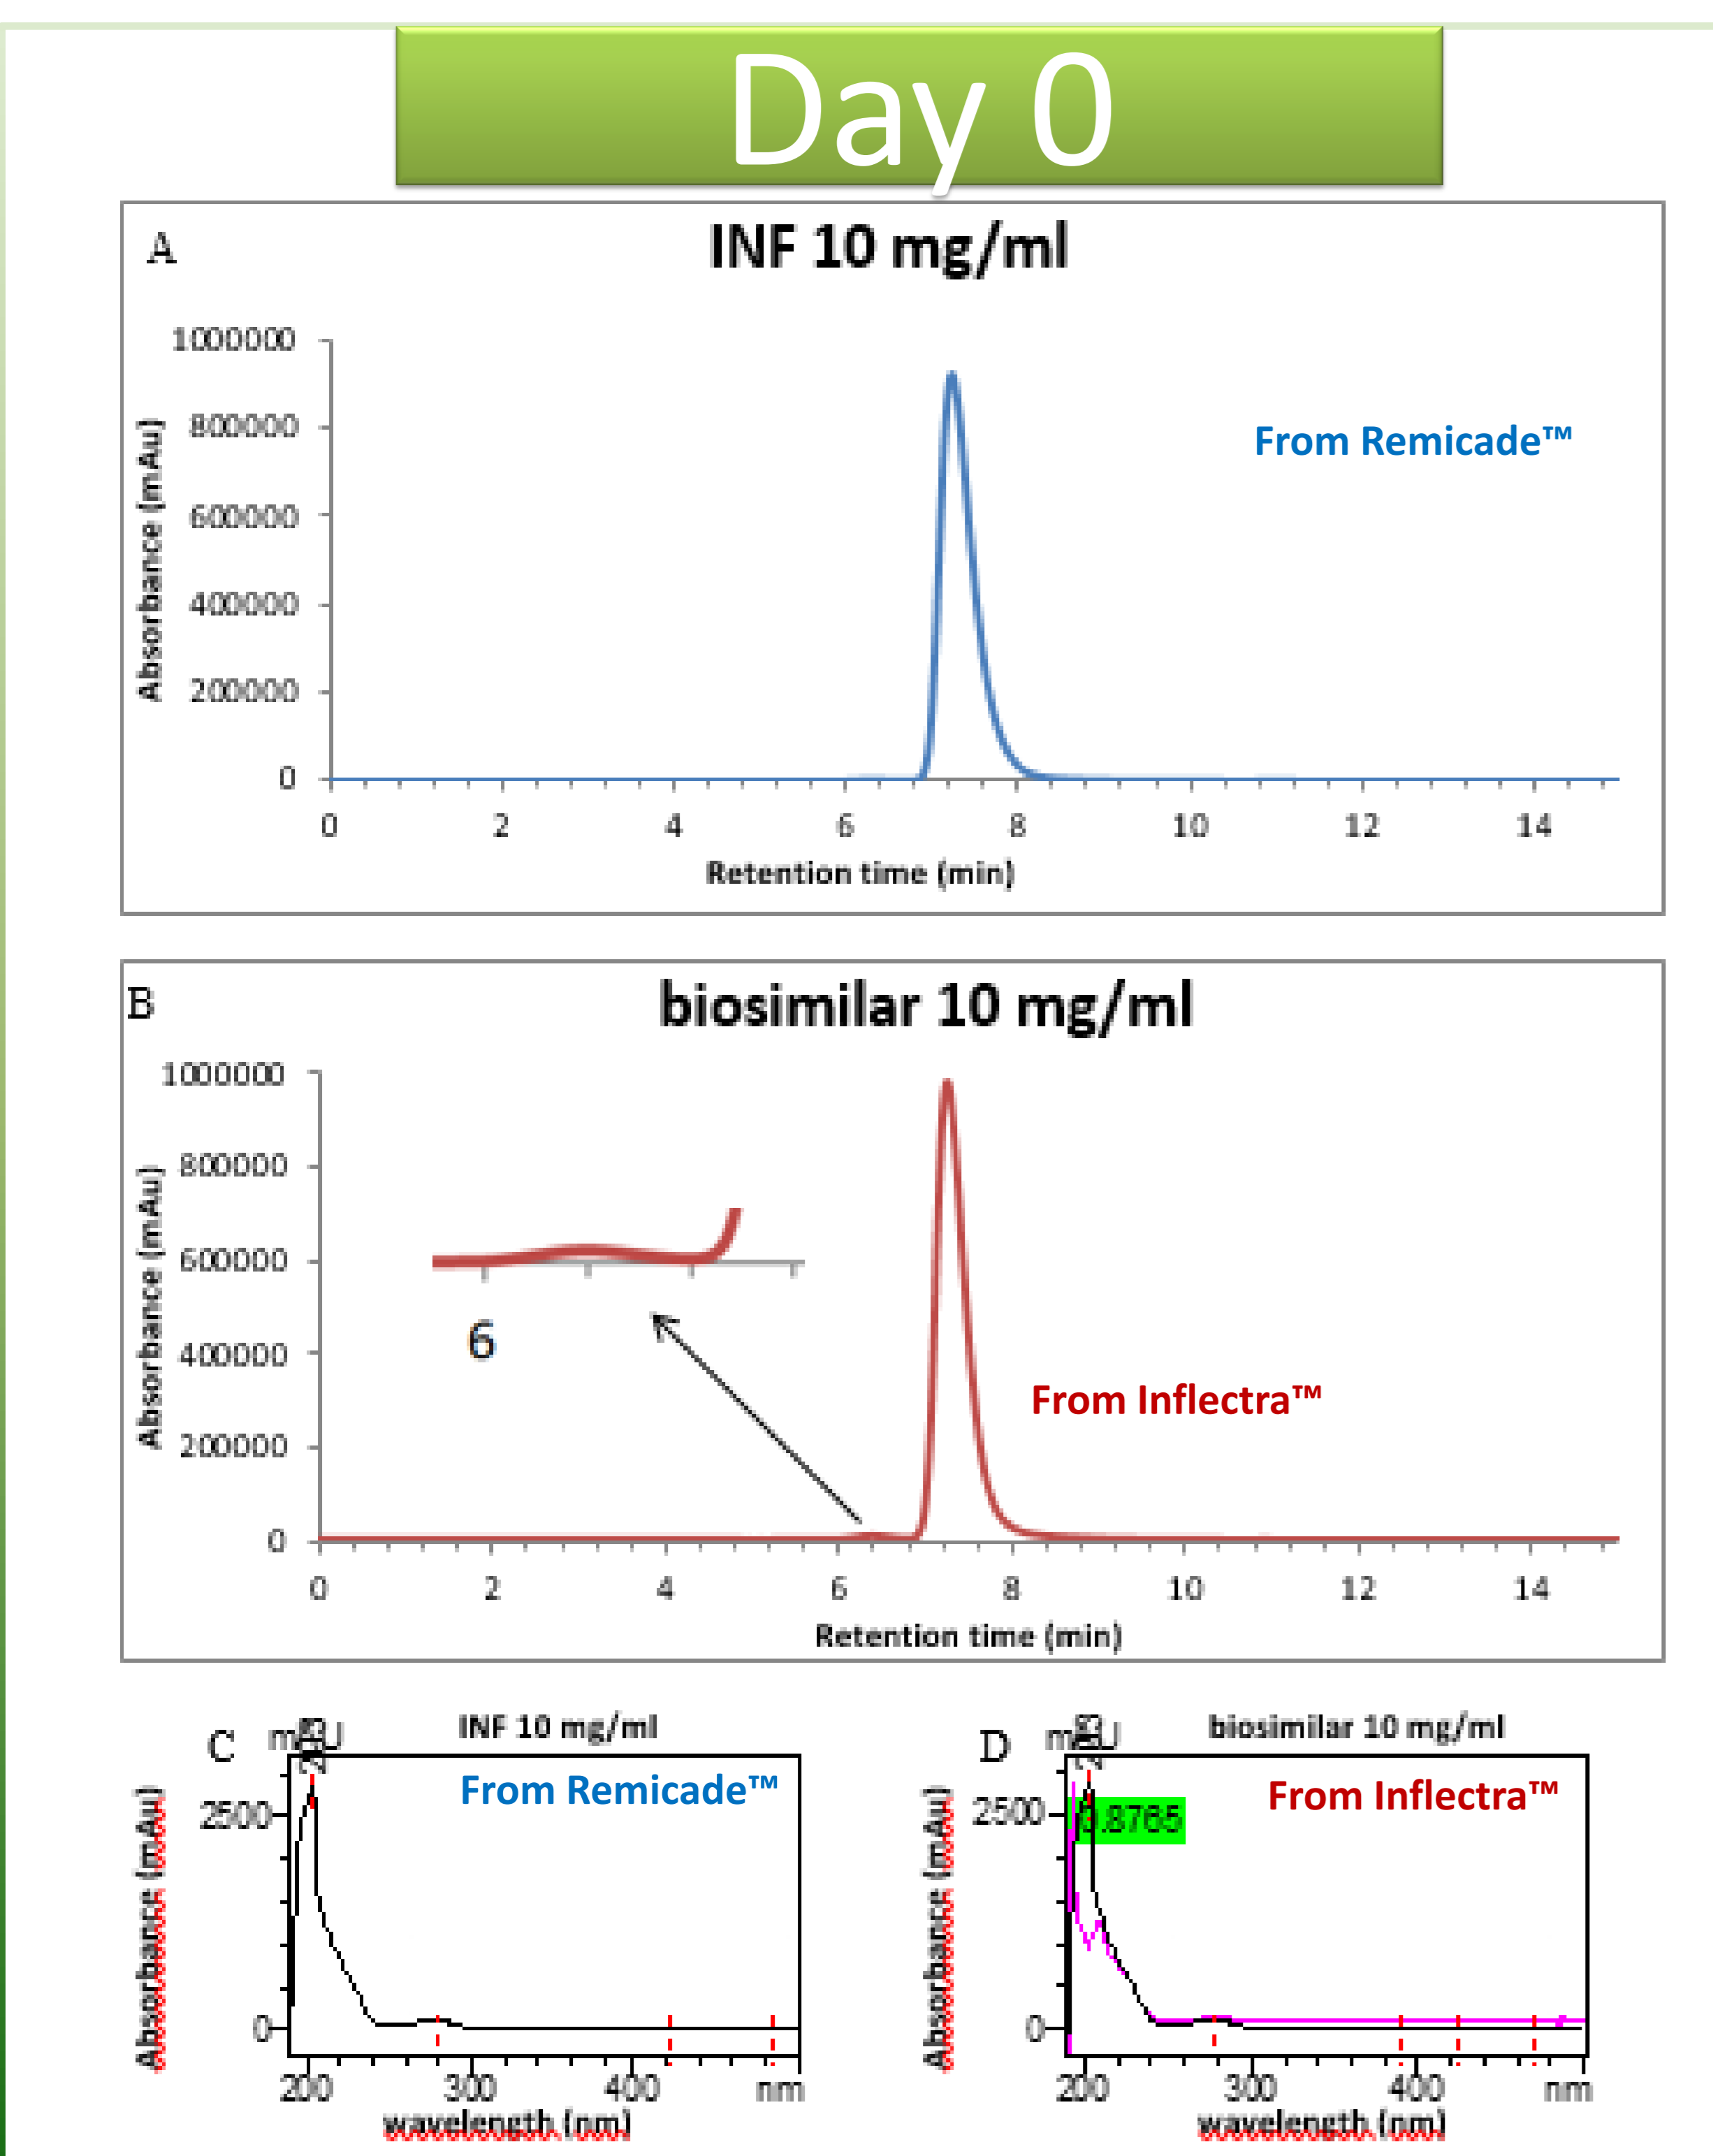 Day 0
A
INF 10 mg/ml
1000000
800000
600000
400000
200000
0
Absorbance (mAu)
From Remicade™
0 2 4 6 8 10 12 14
Retention time (min)
B
biosimilar 10 mg/ml
1000000
800000
600000
400000
200000
0
Absorbance (mAu)
6
From Inflectra™
0 2 4 6 8 10 12 14
Retention time (min)
C
INF 10 mg/ml
From Remicade™
2500
0
Absorbance (mAu)
200 300 400 nm
wavelength (nm)
D
biosimilar 10 mg/ml
From Inflectra™
2500
0.8765
0
Absorbance (mAu)
200 300 400 nm
wavelength (nm)